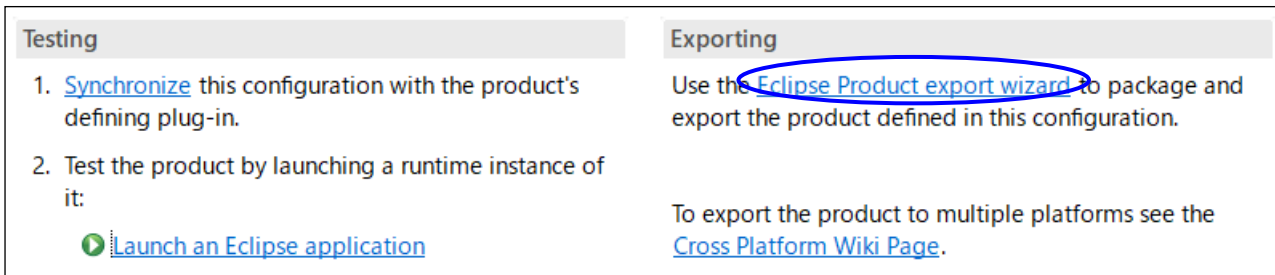 Testing
1. Synchronize this configuration with the product's
defining plug-in.
2. Test the product by launching a runtime instance of
it:
Launch an Eclipse application
Exporting
Use the Eclipse Product export wizard to package and
export the product defined in this configuration.
To export the product to multiple platforms see the
Cross Platform Wiki Page.